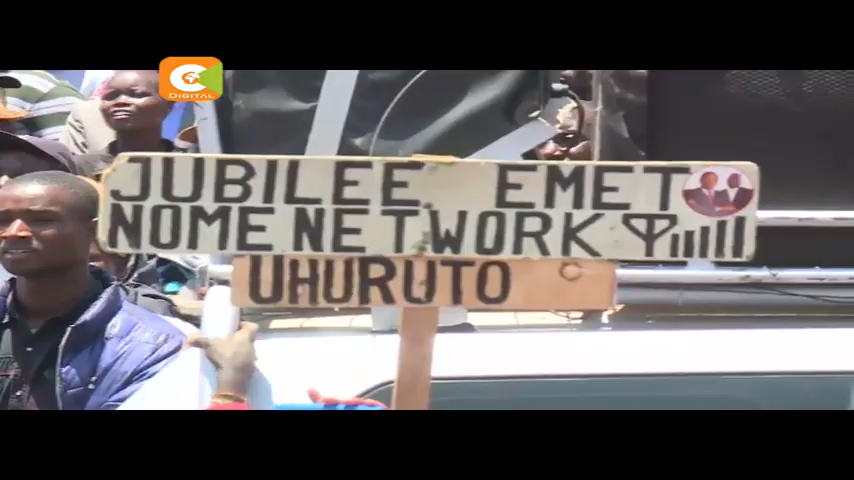 C
DIGITAL
JUBILEE EMET
NOME NETWORK
UHURUTO